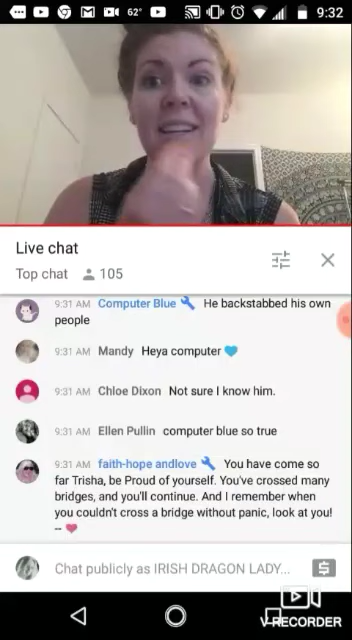 62°
9:32
Live chat
Top chat 105
9:31 AM Computer Blue He backstabbed his own
people
9:31 AM Mandy Heya computer 💙
9:31 AM Chloe Dixon Not sure I know him.
9:31 AM Ellen Pullin computer blue so true
9:31 AM faith-hope andlove You have come so
far Trisha, be Proud of yourself. You've crossed many
bridges, and you'll continue. And I remember when
you couldn't cross a bridge without panic, look at you!
-- 💗
Chat publicly as IRISH DRAGON LADY...
$
V RECORDER